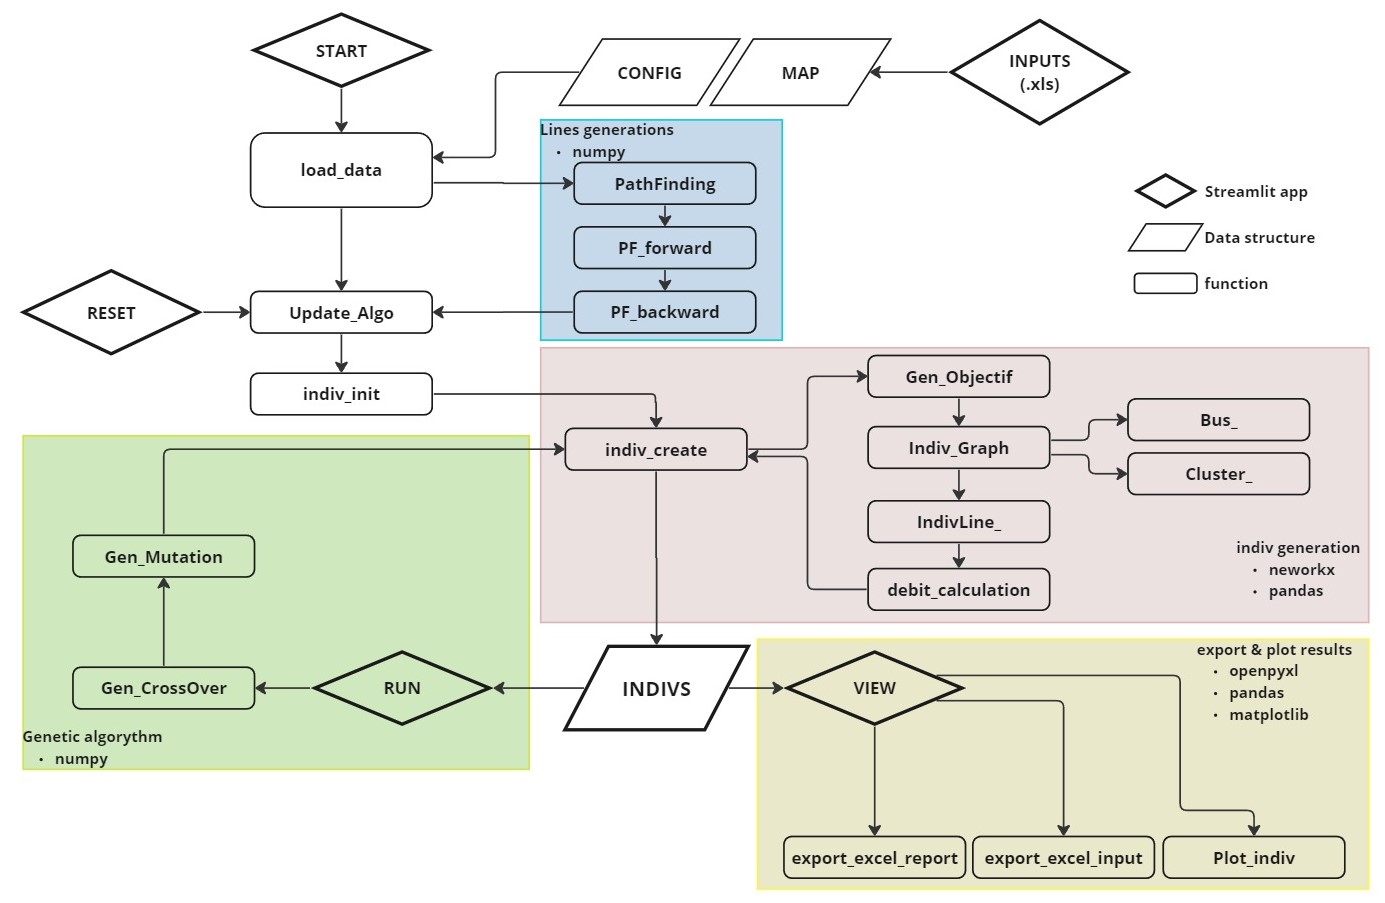 START
CONFIG
MAP
INPUTS
(.xls)
load_data
Lines generations
• numpy
PathFinding
PF_forward
PF_backward
Streamlit app
Data structure
function
RESET
Update_Algo
indiv_init
indiv_create
Gen_Objectif
Indiv_Graph
Bus_
Cluster_
IndivLine_
debit_calculation
indiv generation
• neworkx
• pandas
Gen_Mutation
Gen_CrossOver
RUN
Genetic algorythm
• numpy
INDIVS
VIEW
export & plot results
• openpyxl
• pandas
• matplotlib
export_excel_report
export_excel_input
Plot_indiv